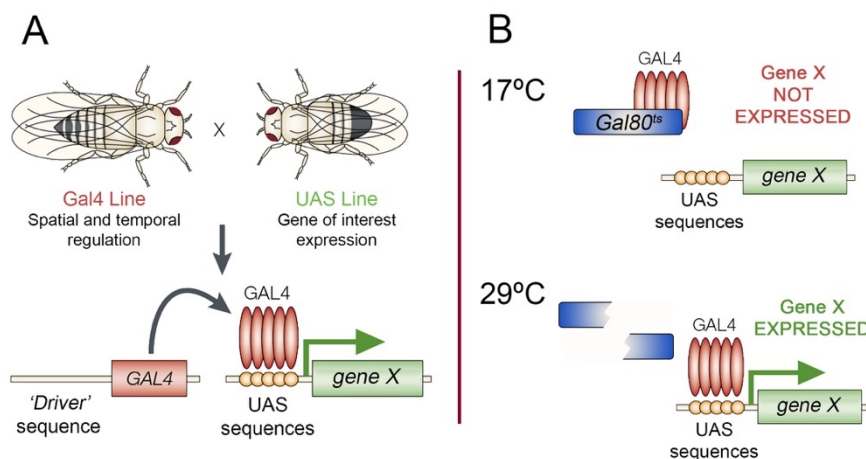 A
X
Gal4 Line
Spatial and temporal
regulation
UAS Line
Gene of interest
expression
GAL4
GAL4
gene X
'Driver'
sequence
UAS
sequences
B
17ºC
GAL4
Gal80ts
Gene X
NOT
EXPRESSED
gene X
UAS
sequences
29ºC
GAL4
Gene X
EXPRESSED
gene X
UAS
sequences